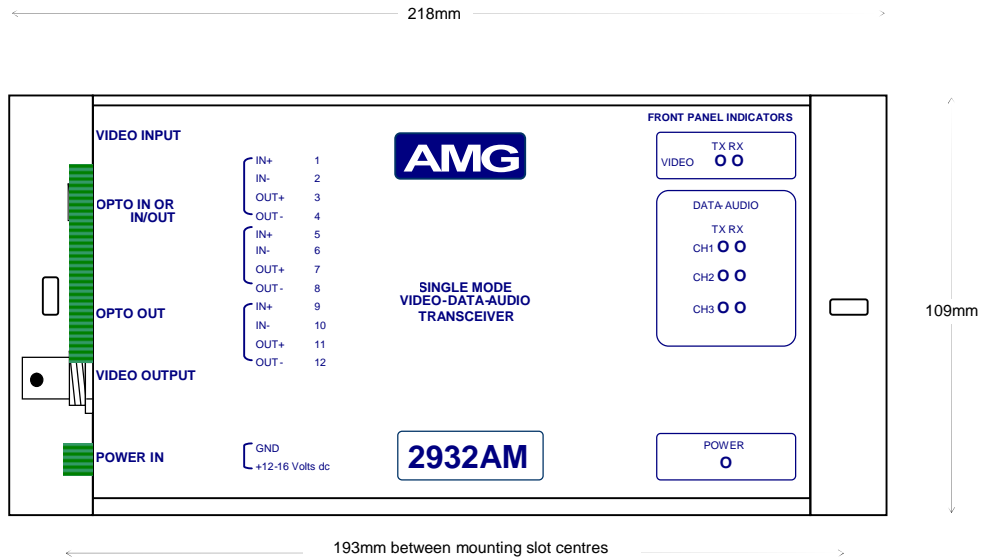 218mm
FRONT PANEL INDICATORS
VIDEO INPUT
AMG
TX RX
VIDEO O O
IN+ 1
IN- 2
OUT+ 3
OUT- 4
OPTO IN OR
IN/OUT
DATA-AUDIO
TX RX
CH1 O O
CH2 O O
CH3 O O
IN+ 5
IN- 6
OUT+ 7
OUT- 8
SINGLE MODE
VIDEO-DATA-AUDIO
TRANSCEIVER
OPTO OUT
IN+ 9
IN- 10
OUT+ 11
OUT- 12
109mm
VIDEO OUTPUT
POWER IN
GND
+12-16 Volts dc
2932AM
POWER
O
193mm between mounting slot centres